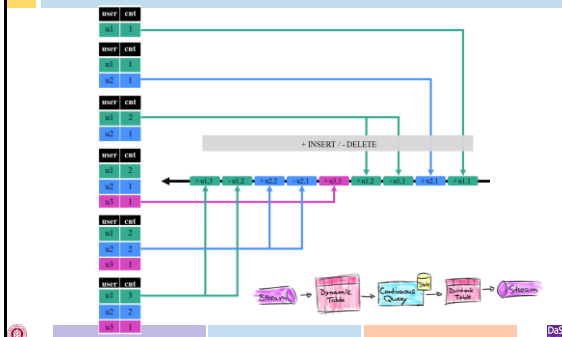 user cnt
u1 1
user cnt
u1 1
u2 1
user cnt
u1 2
u2 1
+ INSERT / - DELETE
user cnt
u1 2
u2 1
u3 1
+ u1,3 - u1,2 + u2,2 - u2,1 + u3,1 + u1,2 - u1,1 + u2,1 + u1,1
user cnt
u1 2
u2 2
u3 1
user cnt
u1 3
u2 2
u3 1
Stream Dynamic Table Continuous Query State Dynamic Table Stream
DaS